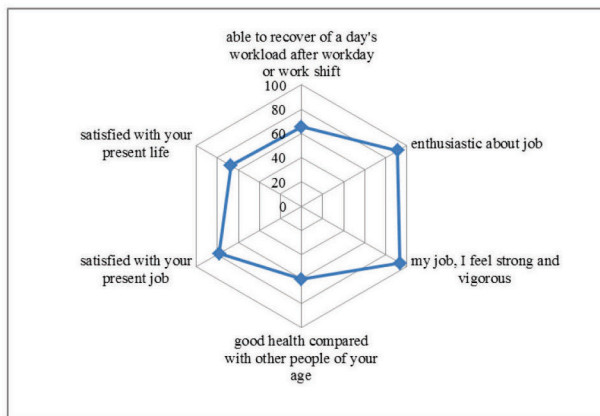 able to recover of a day's
workload after workday
or work shift
100
80
60
40
20
0
enthusiastic about job
my job, I feel strong and
vigorous
good health compared
with other people of your
age
satisfied with your
present job
satisfied with your
present life